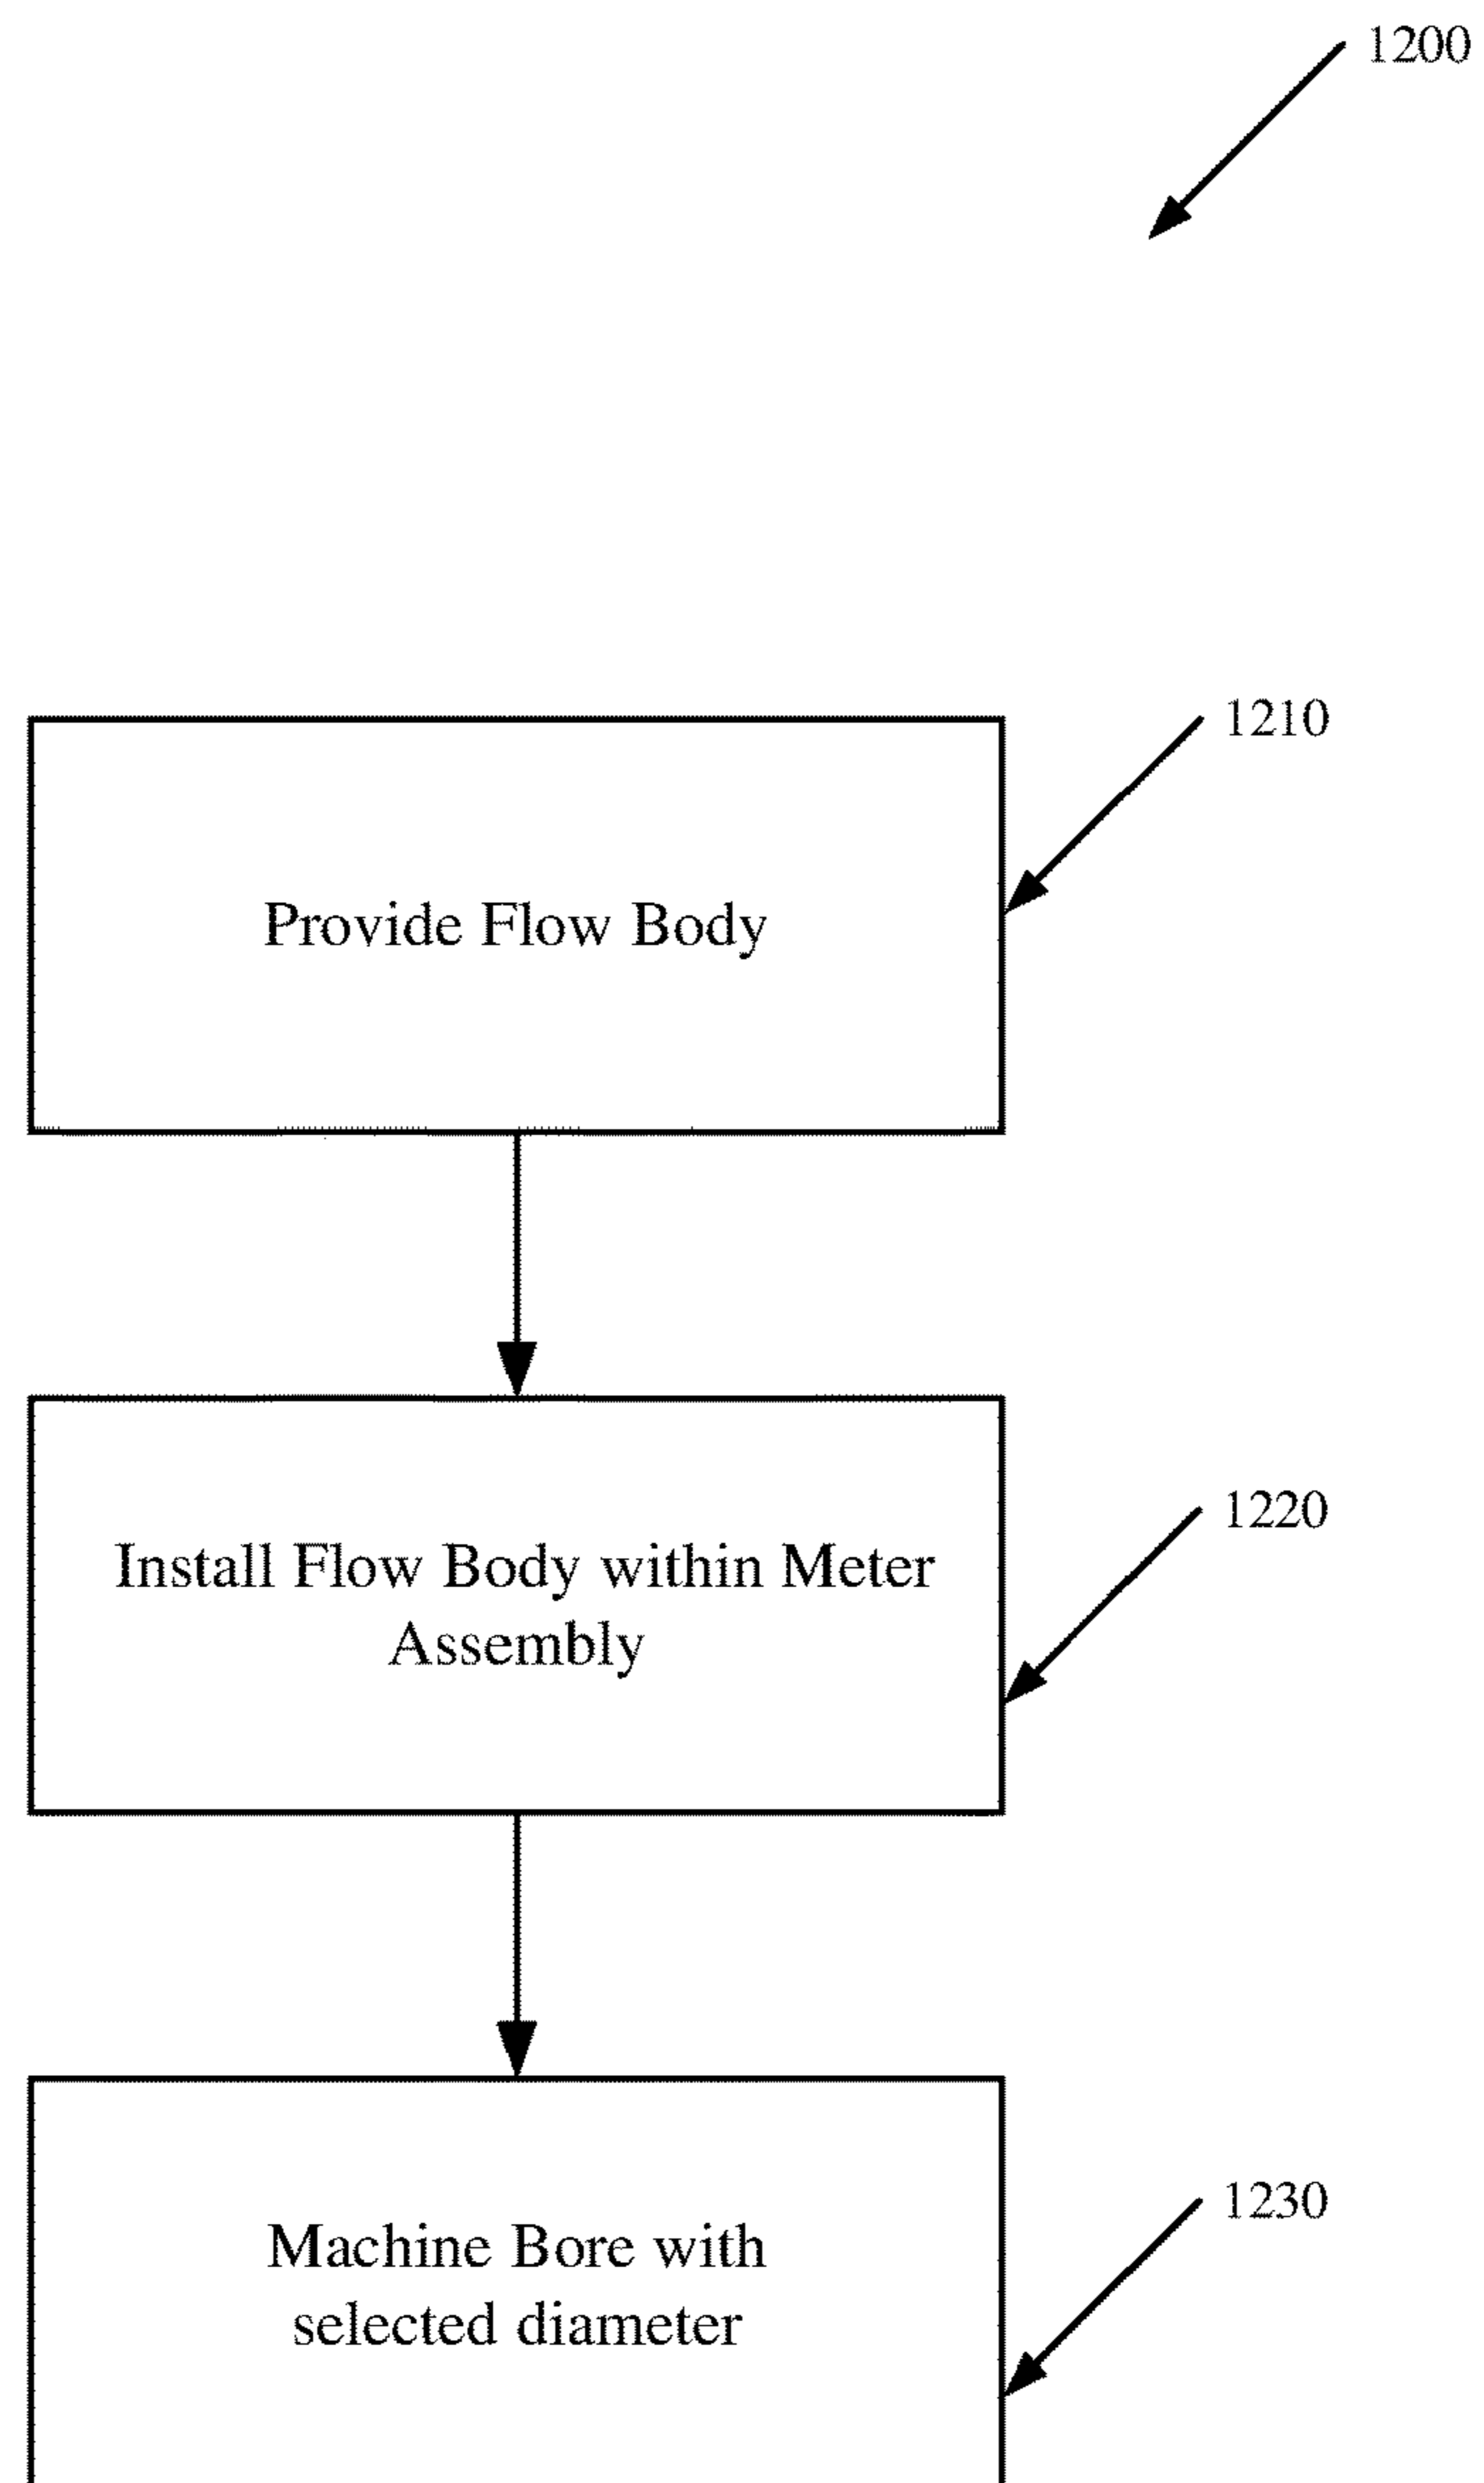 1200
1210
Provide Flow Body
1220
Install Flow Body within Meter
Assembly
1230
Machine Bore with
selected diameter